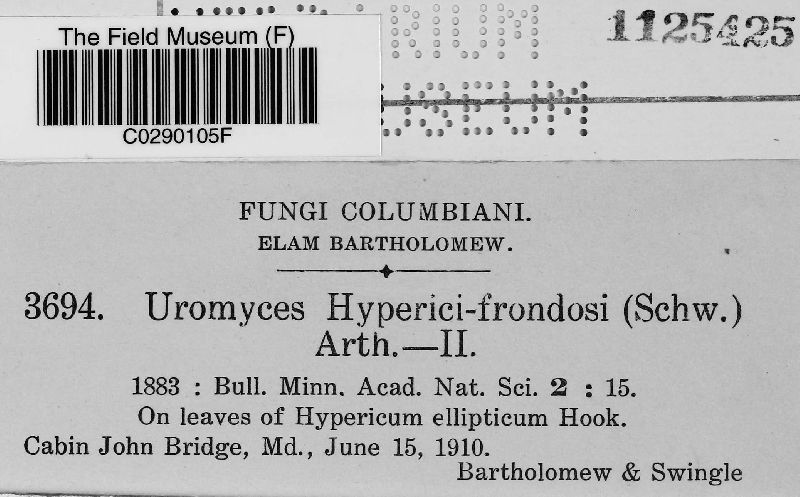 The Field Museum (F)
C0290105F
1125425
FUNGI COLUMBIANI.
ELAM BARTHOLOMEW.
3694. Uromyces Hyperici-frondosi (Schw.)
Arth.—II.
1883 : Bull. Minn. Acad. Nat. Sci. 2 : 15.
On leaves of Hypericum ellipticum Hook.
Cabin John Bridge, Md., June 15, 1910.
Bartholomew & Swingle